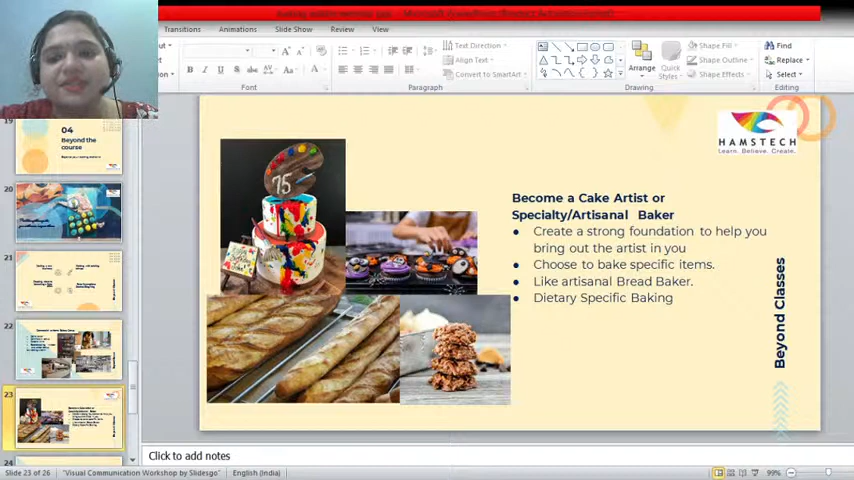 Transitions
Animations
Slide Show
Review
View
Text Direction
Align Text
Convert to SmartArt
Arrange
Quick
Styles
Shape Fill
Shape Outline
Shape Effects
Find
Replace
Select
Paragraph
Drawing
Editing
19
04
Beyond the
course
20
21
22
23
24
HAMSTECH
Learn. Believe. Create.
75
Become a Cake Artist or
Specialty/Artisanal Baker
● Create a strong foundation to help you
bring out the artist in you
● Choose to bake specific items.
● Like artisanal Bread Baker.
● Dietary Specific Baking
Beyond Classes
Click to add notes
Slide 23 of 26
"Visual Communication Workshop by Slidesgo"
English (India)
99%